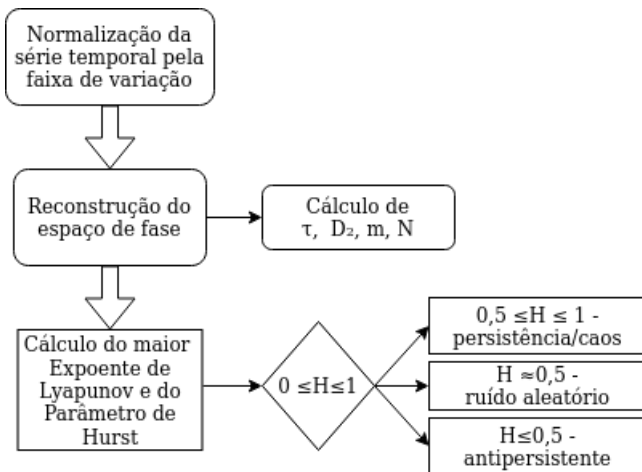 Normalização da
série temporal pela
faixa de variação
Reconstrução do
espaço de fase
Cálculo de
τ, D₂, m, N
Cálculo do maior
Expoente de
Lyapunov e do
Parâmetro de
Hurst
0 ≤H≤1
0,5 ≤H ≤ 1 -
persistência/caos
H ≈0,5 -
ruído aleatório
H≤0,5 -
antipersistente